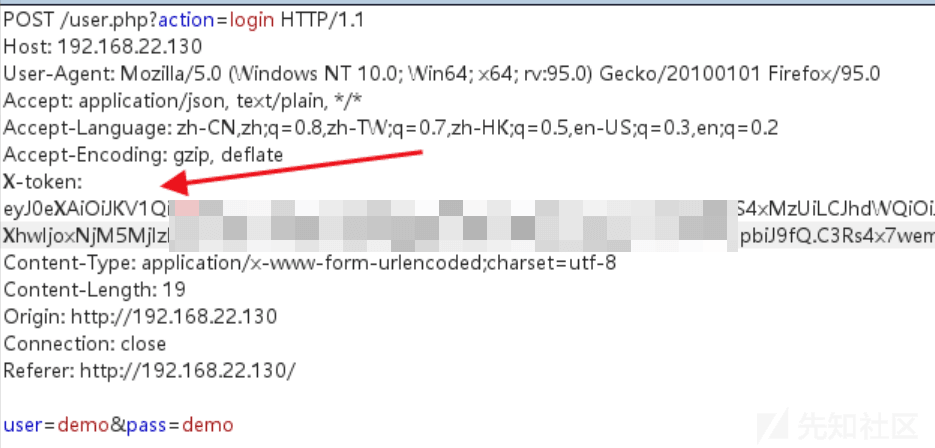 POST /user.php?action=login HTTP/1.1
Host: 192.168.22.130
User-Agent: Mozilla/5.0 (Windows NT 10.0; Win64; x64; rv:95.0) Gecko/20100101 Firefox/95.0
Accept: application/json, text/plain, */*
Accept-Language: zh-CN,zh;q=0.8,zh-TW;q=0.7,zh-HK;q=0.5,en-US;q=0.3,en;q=0.2
Accept-Encoding: gzip, deflate
X-token:
eyJ0eXAiOiJKV1Qi S4xMzUiLCJhdWQiOi
XhwIjoxNjM5MjIz pbiJ9fQ.C3Rs4x7wem
Content-Type: application/x-www-form-urlencoded;charset=utf-8
Content-Length: 19
Origin: http://192.168.22.130
Connection: close
Referer: http://192.168.22.130/
user=demo&pass=demo
先知社区